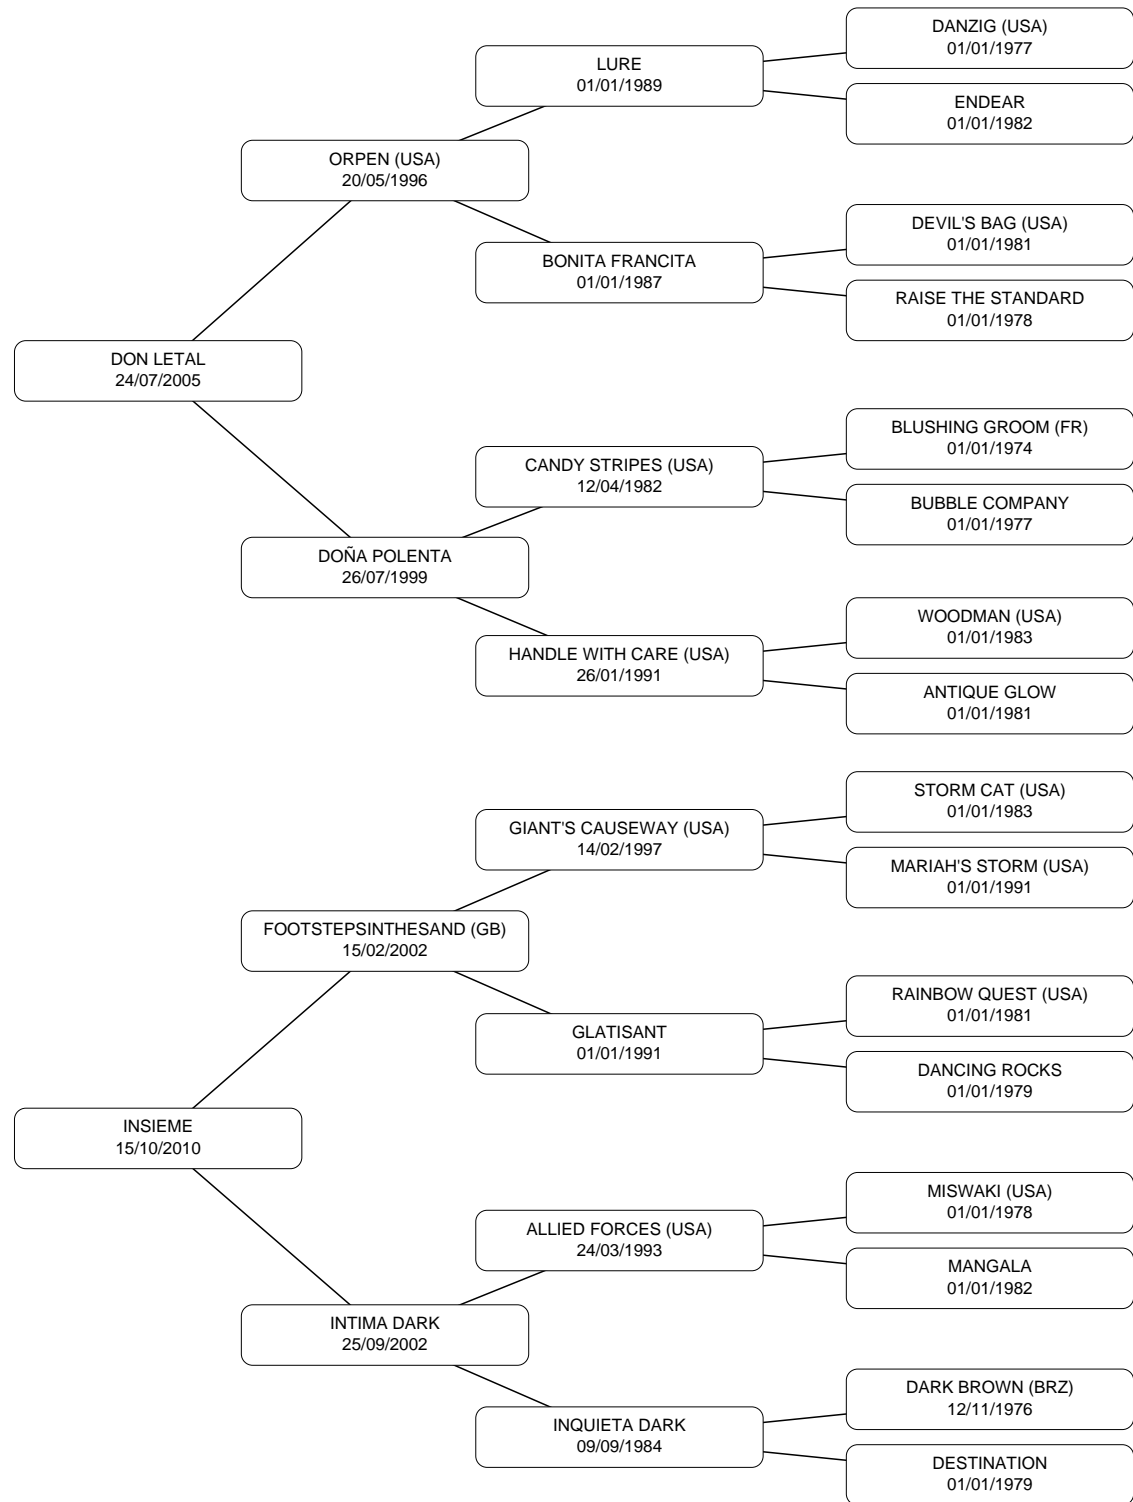 DANZIG (USA)
01/01/1977
LURE
01/01/1989
ENDEAR
01/01/1982
ORPEN (USA)
20/05/1996
DEVIL'S BAG (USA)
01/01/1981
BONITA FRANCITA
01/01/1987
RAISE THE STANDARD
01/01/1978
DON LETAL
24/07/2005
BLUSHING GROOM (FR)
01/01/1974
CANDY STRIPES (USA)
12/04/1982
BUBBLE COMPANY
01/01/1977
DOÑA POLENTA
26/07/1999
WOODMAN (USA)
01/01/1983
HANDLE WITH CARE (USA)
26/01/1991
ANTIQUE GLOW
01/01/1981
STORM CAT (USA)
01/01/1983
GIANT'S CAUSEWAY (USA)
14/02/1997
MARIAH'S STORM (USA)
01/01/1991
FOOTSTEPSINTHESAND (GB)
15/02/2002
RAINBOW QUEST (USA)
01/01/1981
GLATISANT
01/01/1991
DANCING ROCKS
01/01/1979
INSIEME
15/10/2010
MISWAKI (USA)
01/01/1978
ALLIED FORCES (USA)
24/03/1993
MANGALA
01/01/1982
INTIMA DARK
25/09/2002
DARK BROWN (BRZ)
12/11/1976
INQUIETA DARK
09/09/1984
DESTINATION
01/01/1979